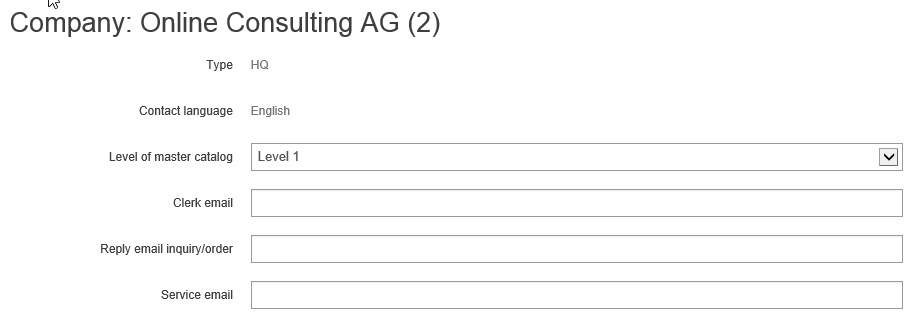 Company: Online Consulting AG (2)
Type HQ
Contact language English
Level of master catalog Level 1
Clerk email
Reply email inquiry/order
Service email